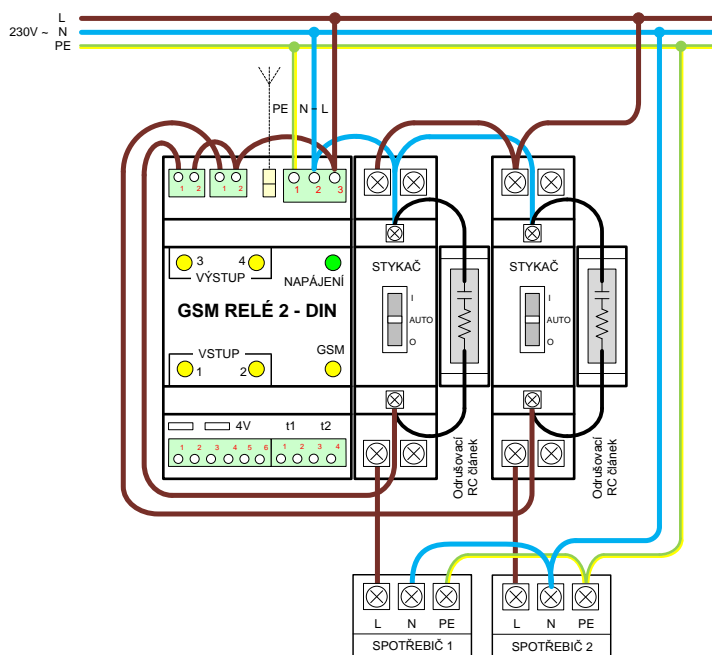 L
230V ~ N
PE
PE N – L
1 2 1 2 1 2 3
3 4
VÝSTUP NAPÁJENÍ
GSM RELÉ 2 - DIN
VSTUP GSM
1 2
4V t1 t2
1 2 3 4 5 6 1 2 3 4
STYKAČ
I
AUTO
O
Odrušovací
RC článek
STYKAČ
I
AUTO
O
Odrušovací
RC článek
L N PE
SPOTŘEBIČ 1
L N PE
SPOTŘEBIČ 2